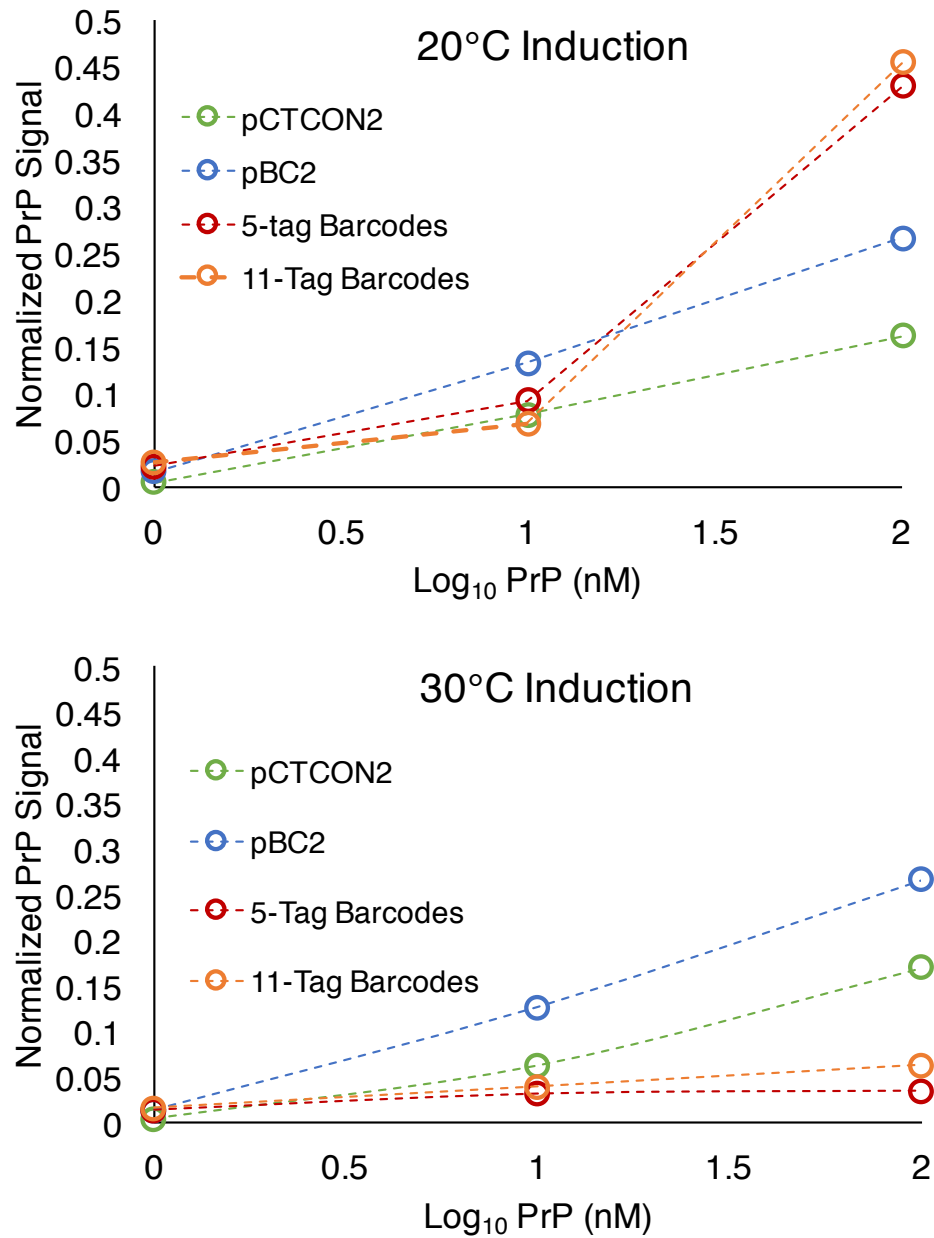 20°C Induction
Normalized PrP Signal
0.5
0.45
0.4
0.35
0.3
0.25
0.2
0.15
0.1
0.05
0
pCTCON2
pBC2
5-tag Barcodes
11-Tag Barcodes
0 0.5 1 1.5 2
Log10 PrP (nM)
30°C Induction
Normalized PrP Signal
0.5
0.45
0.4
0.35
0.3
0.25
0.2
0.15
0.1
0.05
0
pCTCON2
pBC2
5-Tag Barcodes
11-Tag Barcodes
0 0.5 1 1.5 2
Log10 PrP (nM)